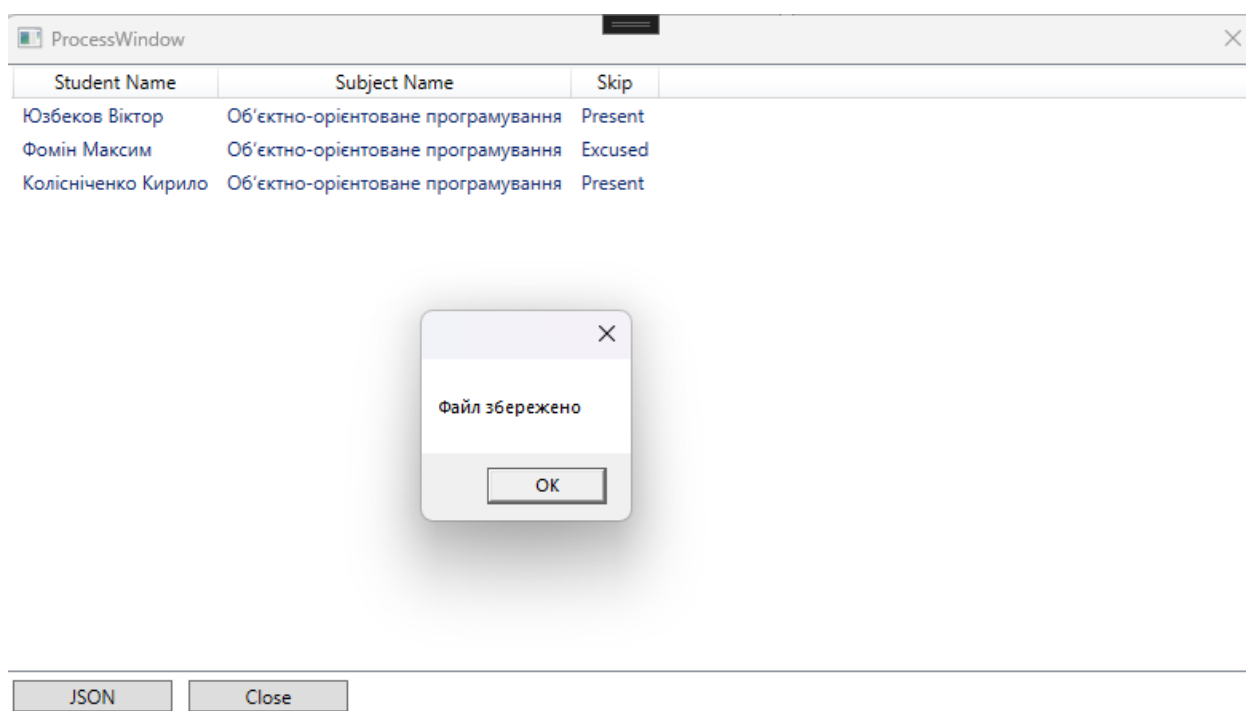 ProcessWindow
Student Name Subject Name Skip
Юзбеков Віктор Об’єктно-орієнтоване програмування Present
Фомін Максим Об’єктно-орієнтоване програмування Excused
Колісніченко Кирило Об’єктно-орієнтоване програмування Present
Файл збережено
OK
JSON Close